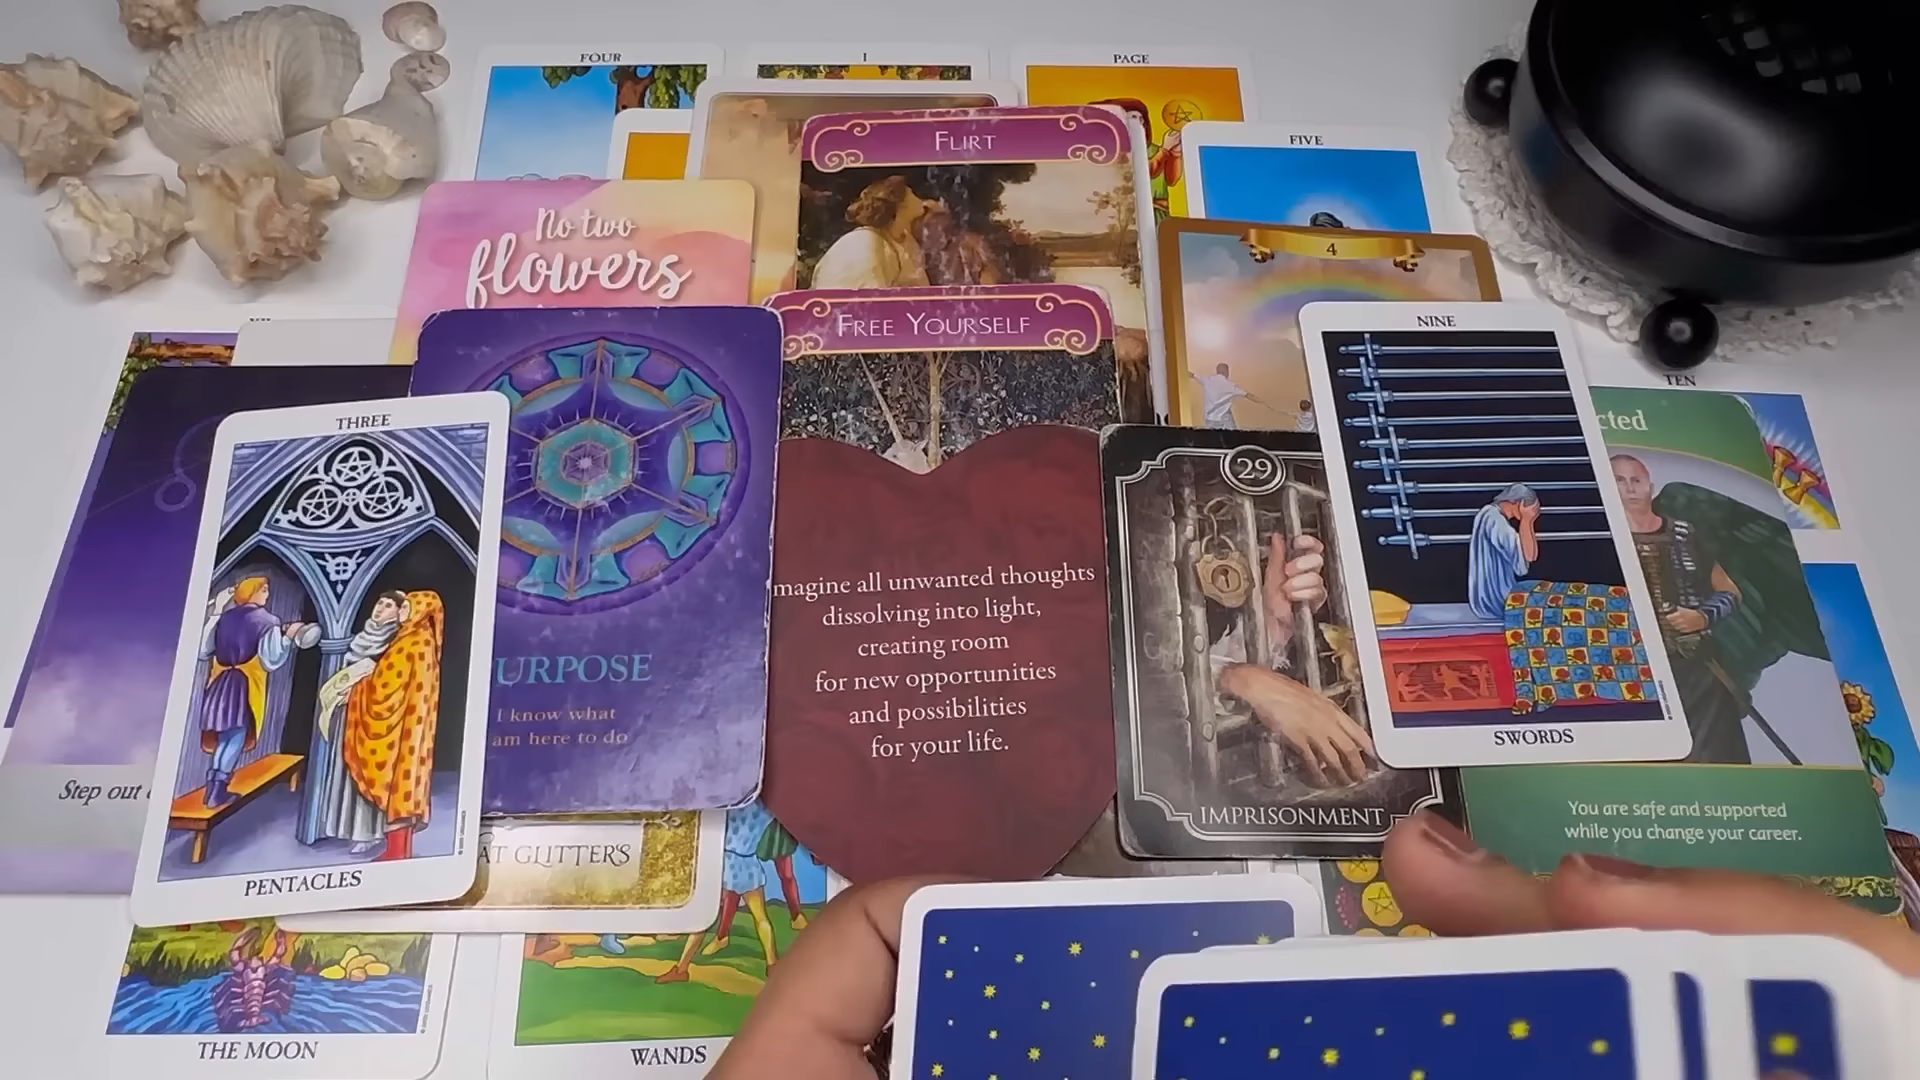 FOUR
I
PAGE
FLIRT
FIVE
No two
flowers
4
FREE YOURSELF
NINE
TEN
THREE
cted
29
magine all unwanted thoughts
dissolving into light,
creating room
for new opportunities
and possibilities
for your life.
URPOSE
I know what
am here to do
Step out
SWORDS
IMPRISONMENT
You are safe and supported
while you change your career.
AT GLITTERS
PENTACLES
THE MOON
WANDS